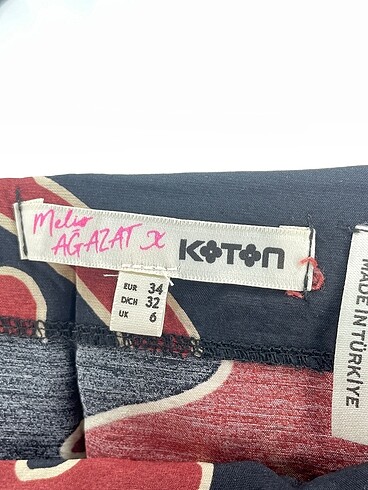 Melis
AĞAZAT X KOTON
EUR 34
D/CH 32
UK 6
MADE IN TÜRKİYE